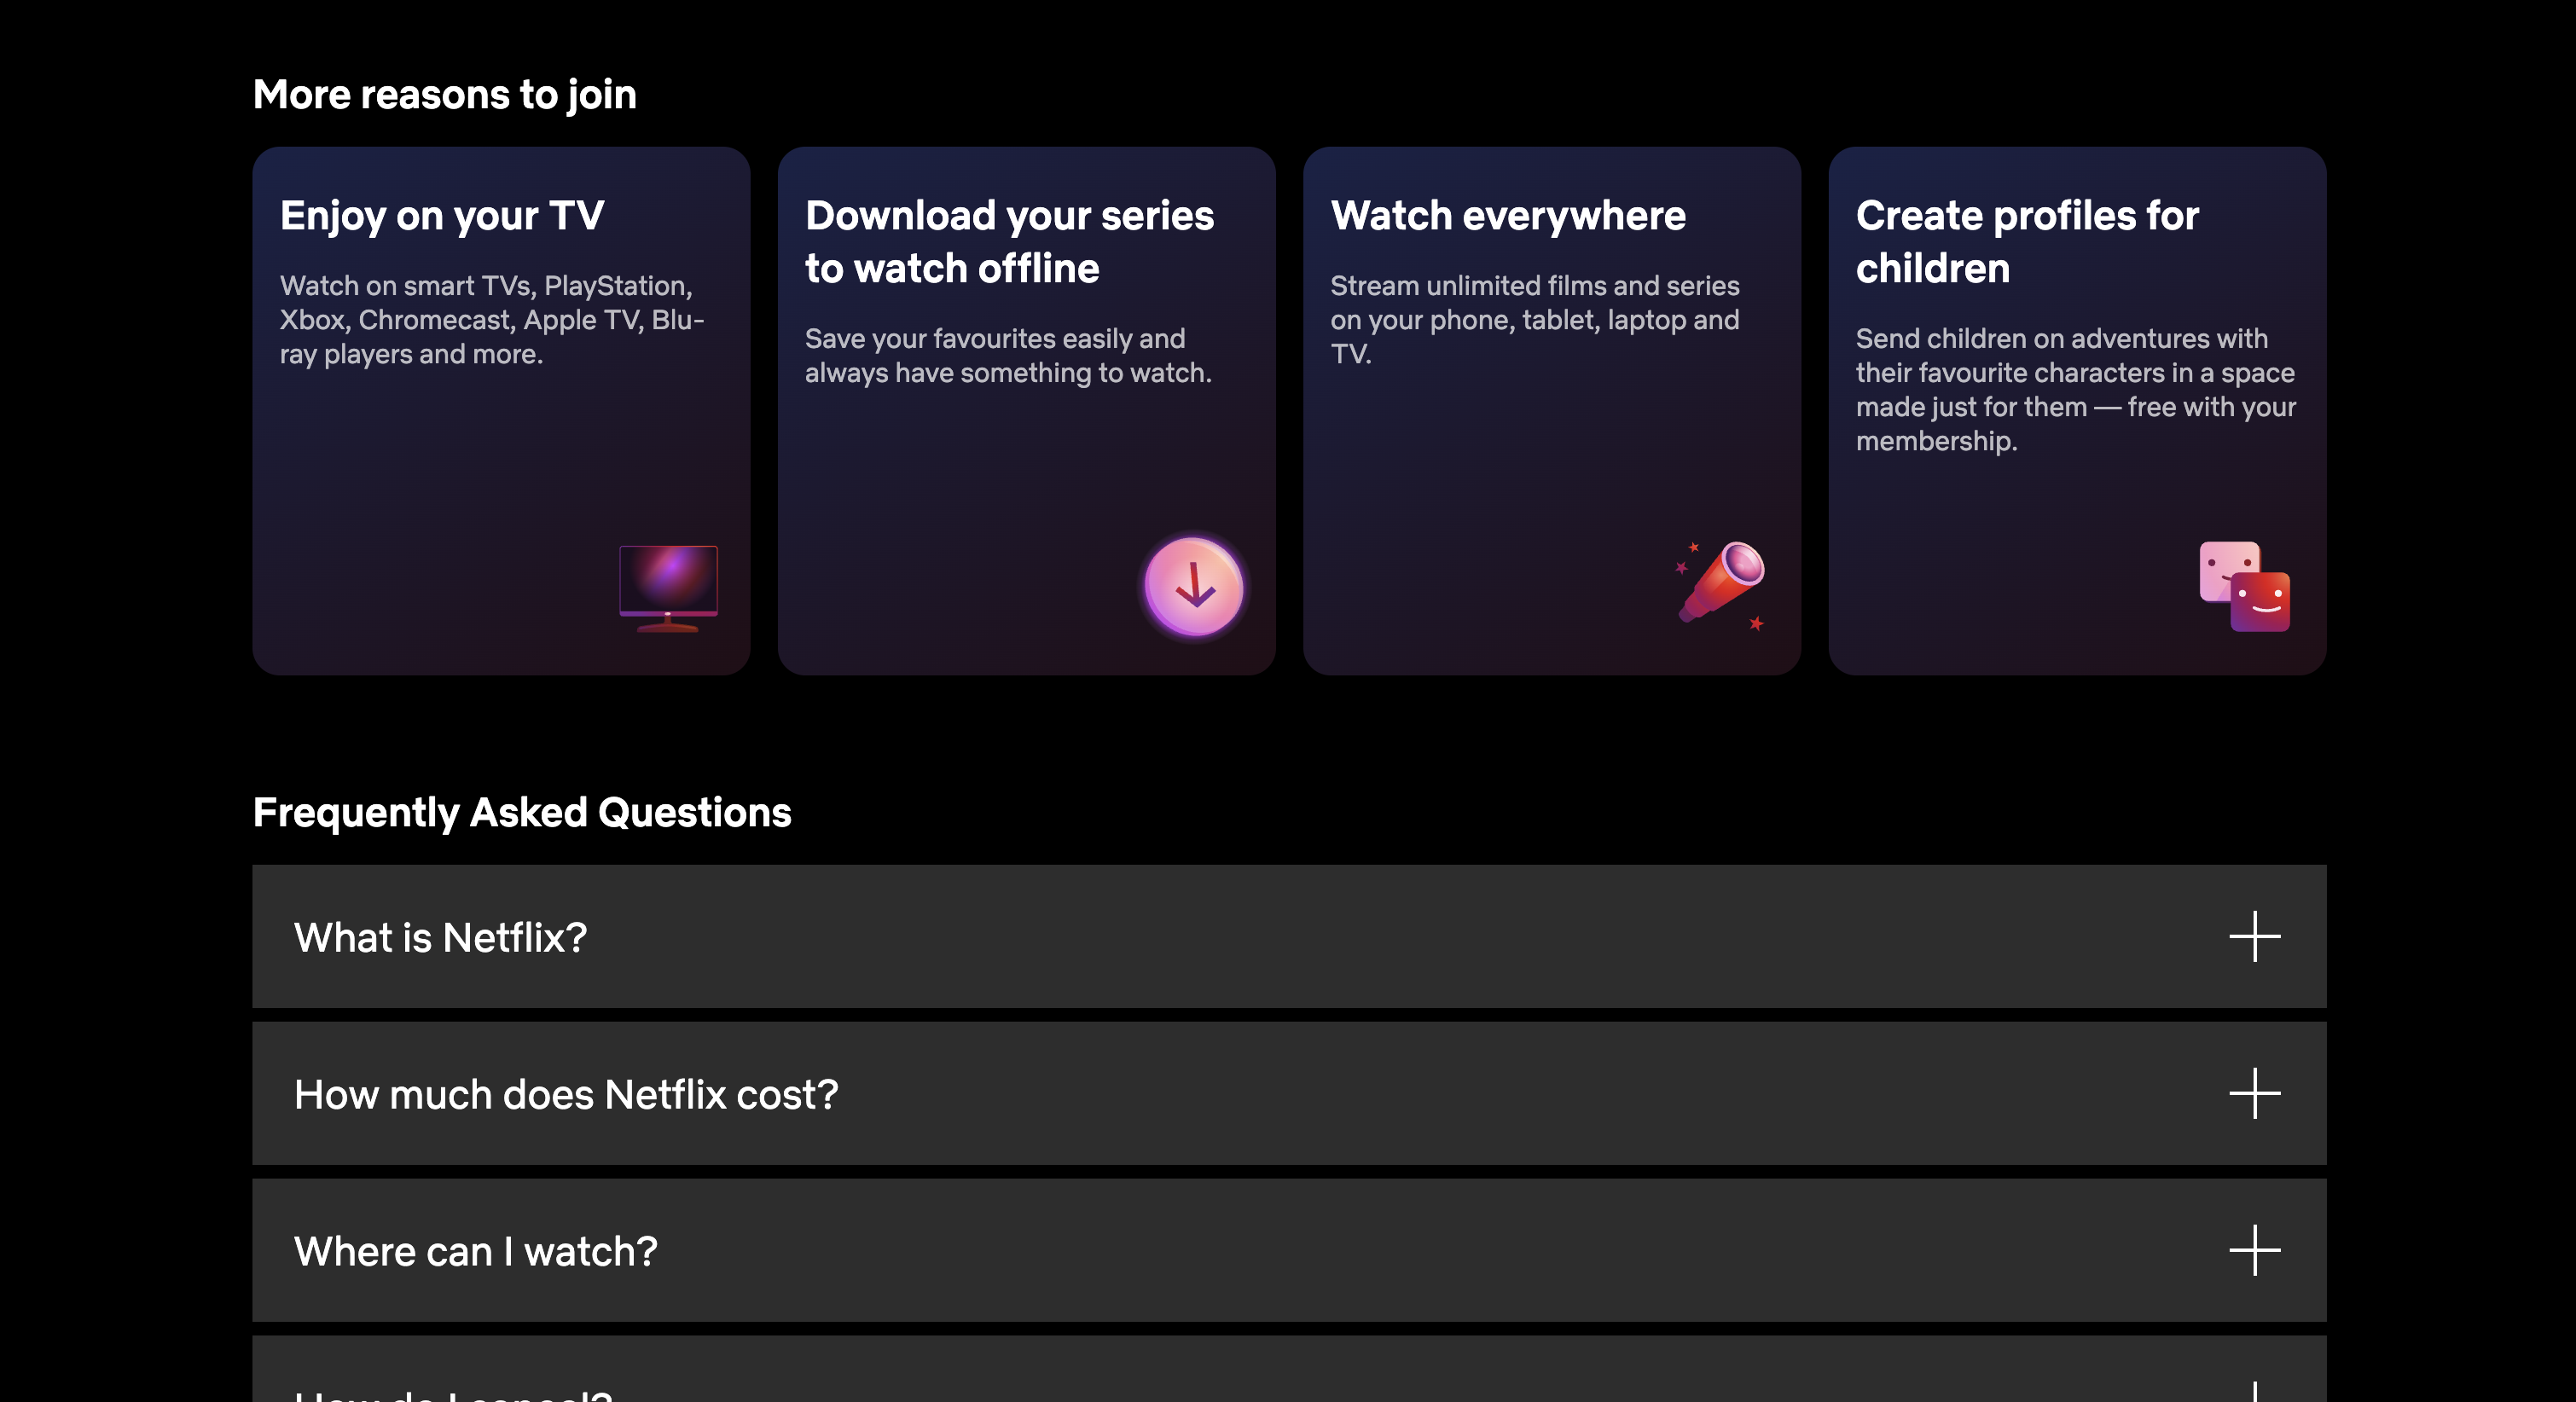 More reasons to join
Enjoy on your TV
Watch on smart TVs, PlayStation,
Xbox, Chromecast, Apple TV, Blu-
ray players and more.
Download your series
to watch offline
Save your favourites easily and
always have something to watch.
Watch everywhere
Stream unlimited films and series
on your phone, tablet, laptop and
TV.
Create profiles for
children
Send children on adventures with
their favourite characters in a space
made just for them — free with your
membership.
Frequently Asked Questions
What is Netflix?
How much does Netflix cost?
Where can I watch?
How do I cancel?